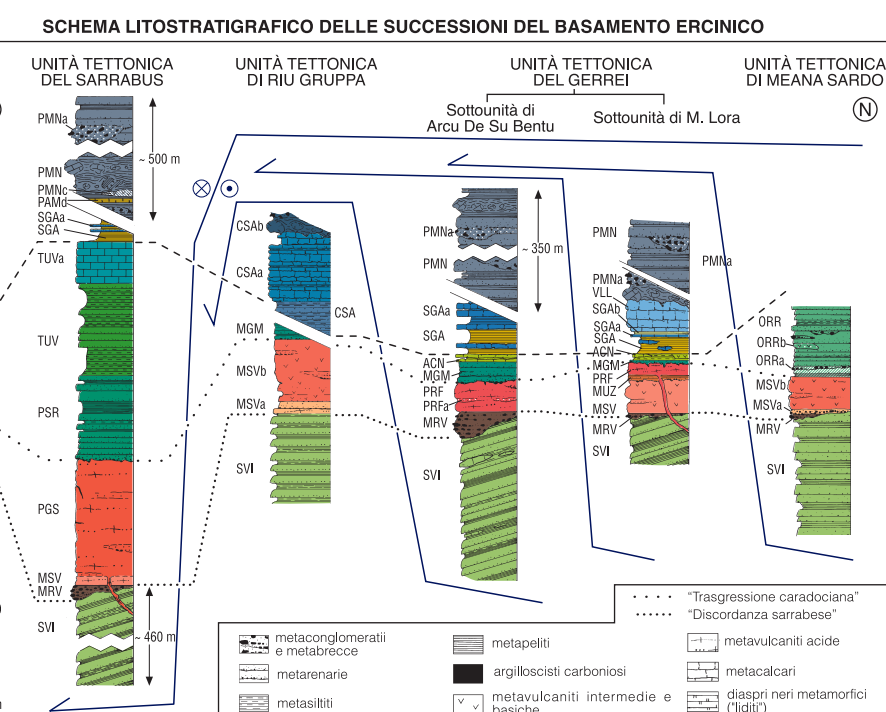 SCHEMA LITOSTRATIGRAFICO DELLE SUCCESSIONI DEL BASAMENTO ERCINICO
UNITÀ TETTONICA
DEL SARRABUS
UNITÀ TETTONICA
DI RIU GRUPPA
UNITÀ TETTONICA
DEL GERREI
UNITÀ TETTONICA
DI MEANA SARDO
Sottounità di
Arcu De Su Bentu
Sottounità di M. Lora
N
PMNa
~ 500 m
PMN
PMNc
PAMd
SGAa
SGA
TUVa
TUV
PSR
PGS
MSV
MRV
SVI
~ 460 m
CSAb
CSAa
CSA
MGM
MSVb
MSVa
SVI
PMNa
~ 350 m
PMN
SGAa
SGA
ACN
MGM
PRF
PRFa
MRV
SVI
PMN
PMNa
PMNa
VLL
SGAb
SGAa
SGA
ACN
MGM
PRF
MUZ
MSV
MRV
SVI
ORR
ORRb
ORRa
MSVb
MSVa
MRV
SVI
"Trasgressione caradociana"
"Discordanza sarrabese"
metaconglomeratii
e metabrecce
metarenarie
metasiltiti
metapeliti
argilloscisti carboniosi
metavulcaniti intermedie e
basiche
metavulcaniti acide
metacalcari
diaspri neri metamorfici
("liditi")